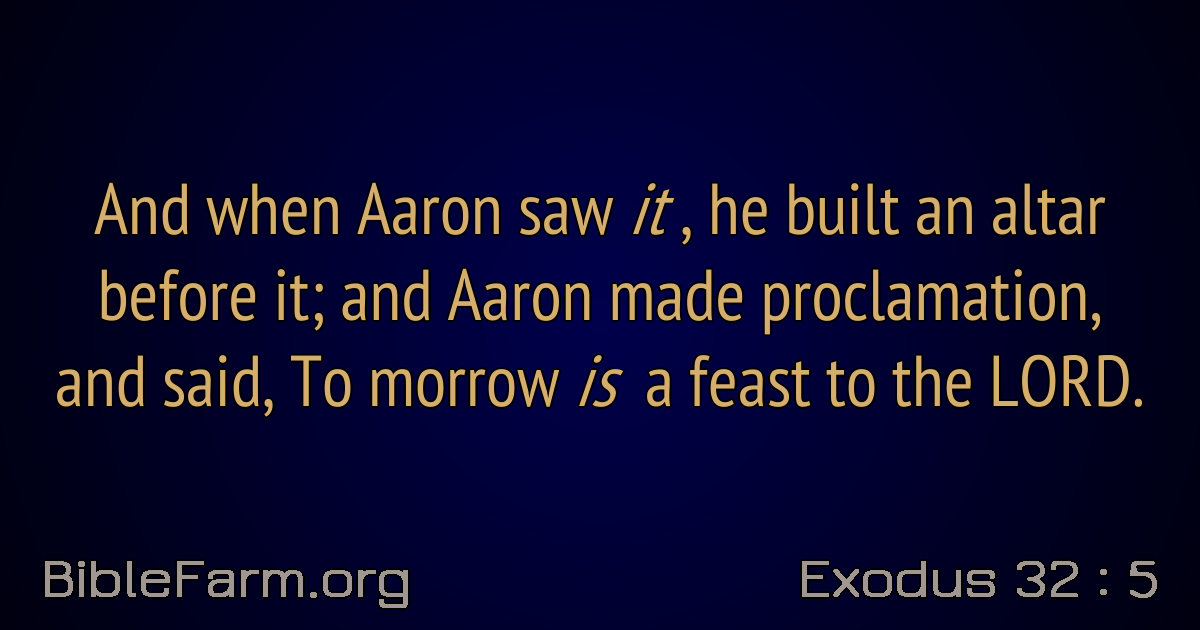 And when Aaron saw it , he built an altar
before it; and Aaron made proclamation,
and said, To morrow is a feast to the LORD.
BibleFarm.org
Exodus 32 : 5